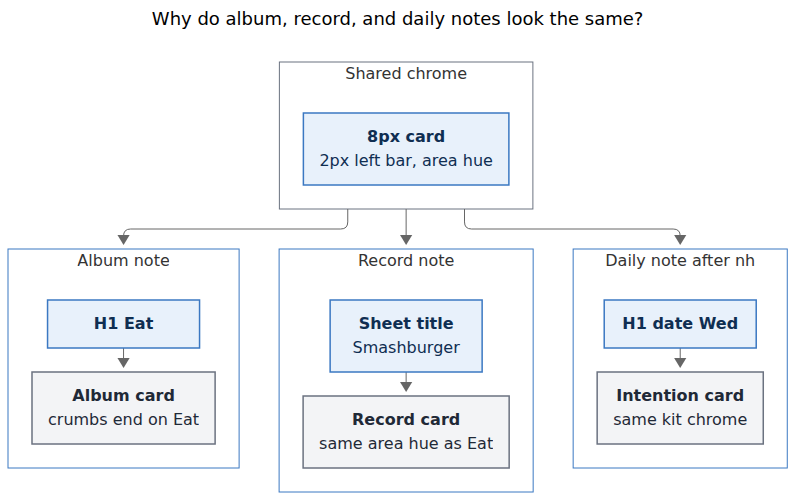 Why do album, record, and daily notes look the same?
Shared chrome
8px card
2px left bar, area hue
Album note
H1 Eat
Album card
crumbs end on Eat
Record note
Sheet title
Smashburger
Record card
same area hue as Eat
Daily note after nh
H1 date Wed
Intention card
same kit chrome